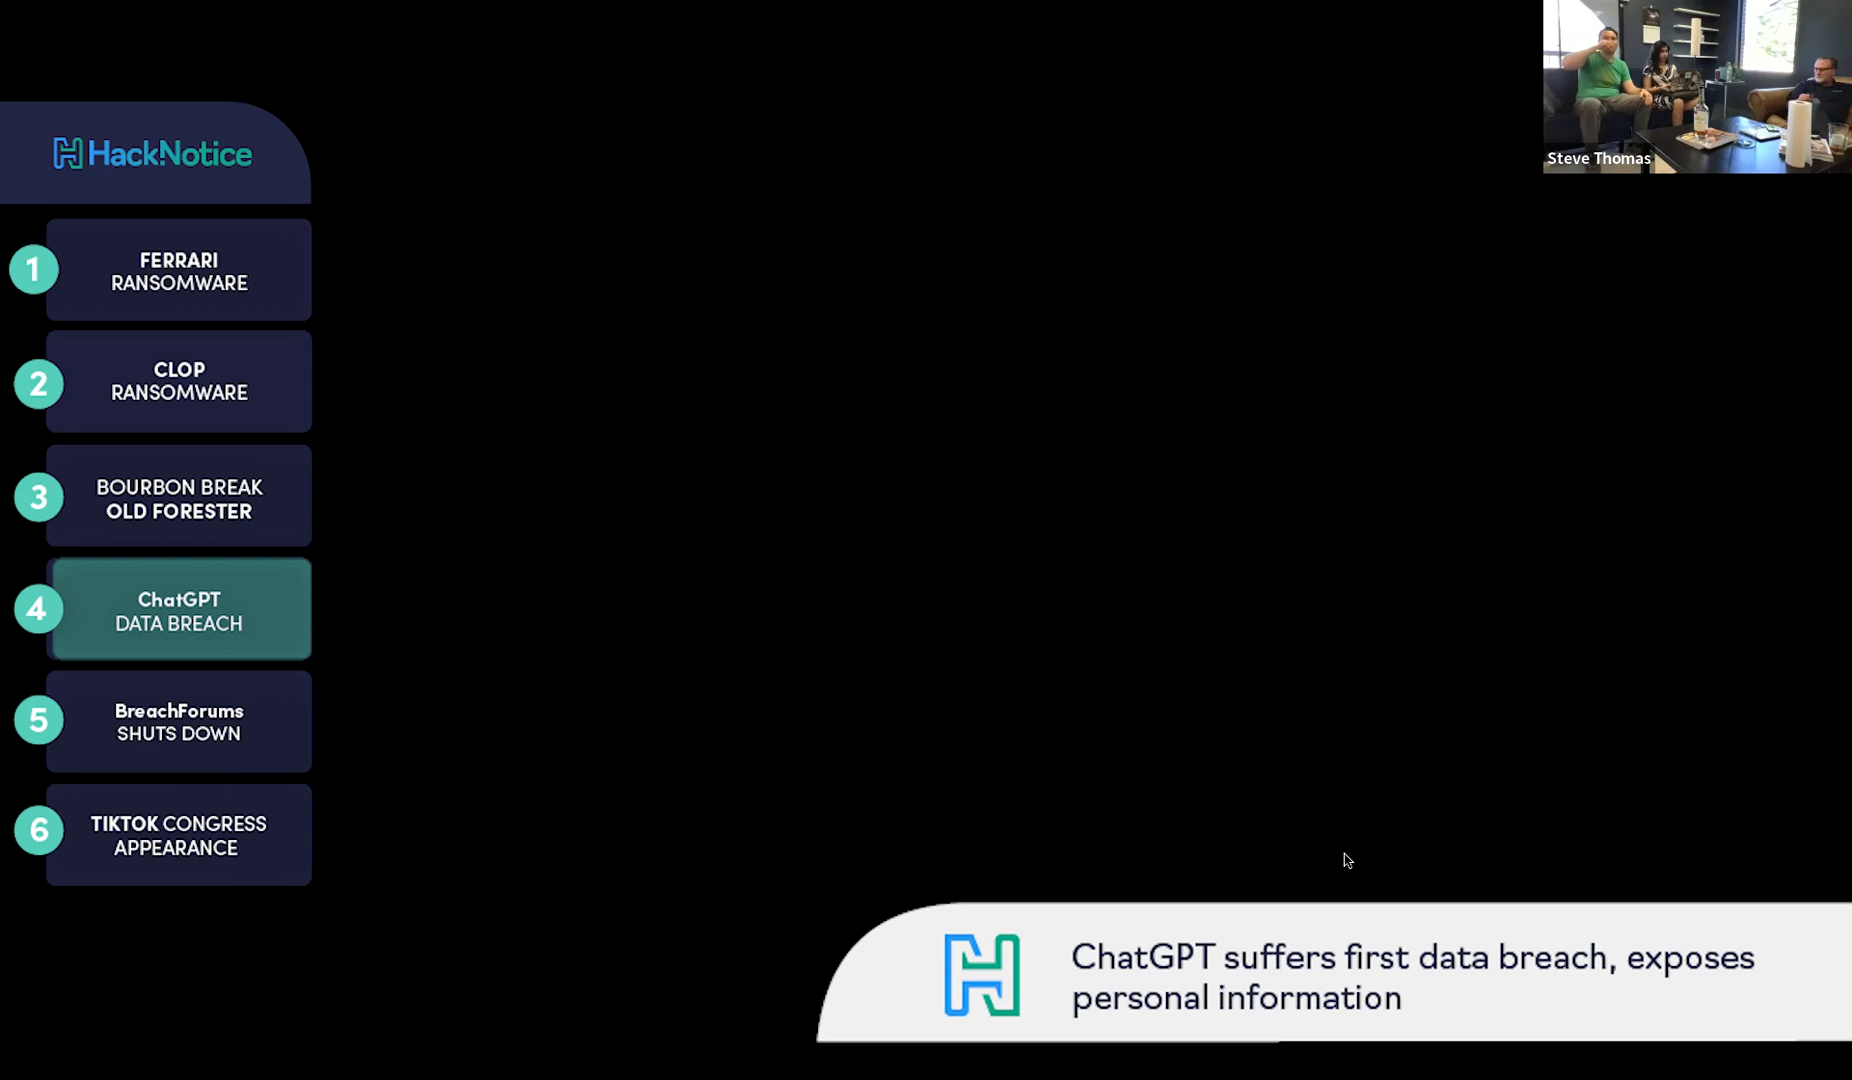 HackNotice
1
FERRARI
RANSOMWARE
2
CLOP
RANSOMWARE
3
BOURBON BREAK
OLD FORESTER
4
ChatGPT
DATA BREACH
5
BreachForums
SHUTS DOWN
6
TIKTOK CONGRESS
APPEARANCE
Steve Thomas
ChatGPT suffers first data breach, exposes
personal information